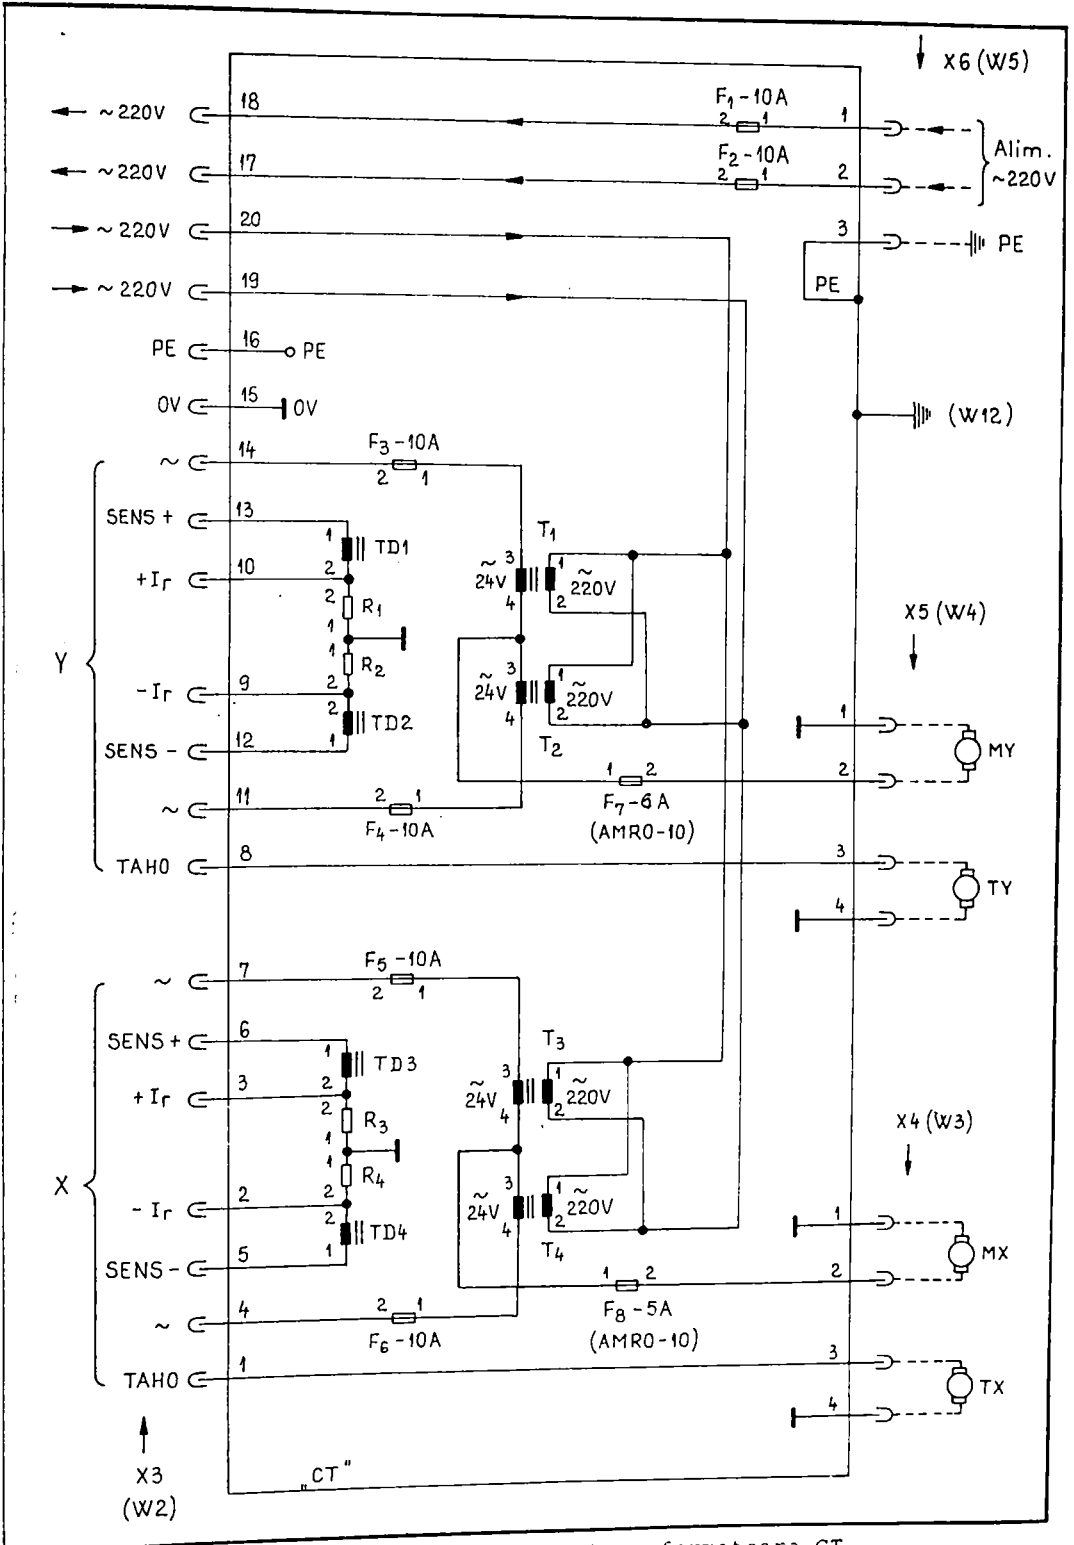 X6 (W5)
~220V 18 F1-10A 2 1 1
~220V 17 F2-10A 2 1 2
Alim.
~220V
~220V 20 3 PE
~220V 19 PE
PE 16 PE
0V 15 0V (W12)
~ 14 F3-10A 2 1
SENS+ 13 1 TD1 T1
+Ir 10 2 ~24V 3 4 1 2 ~220V
2 R1 1
X5 (W4)
Y
1 R2 2
-Ir 9 ~24V 3 4 1 2 ~220V
2 TD2 1 T2
1 MY
SENS- 12
2
~ 11 2 1 F4-10A
1 2 F7-6A
(AMRO-10)
TAHO 8 3 TY
4
~ 7 F5-10A 2 1
SENS+ 6 1 TD3 2 T3
+Ir 3 ~24V 3 4 1 2 ~220V
2 R3 1
X4 (W3)
X
1 R4 2
-Ir 2 ~24V 3 4 1 2 ~220V
2 TD4 1 T4
1 MX
SENS- 5
2
1 2 F8-5A
(AMRO-10)
~ 4 2 1 F6-10A
TAHO 1 3 TX
4
X3
(W2)
„CT"
CT